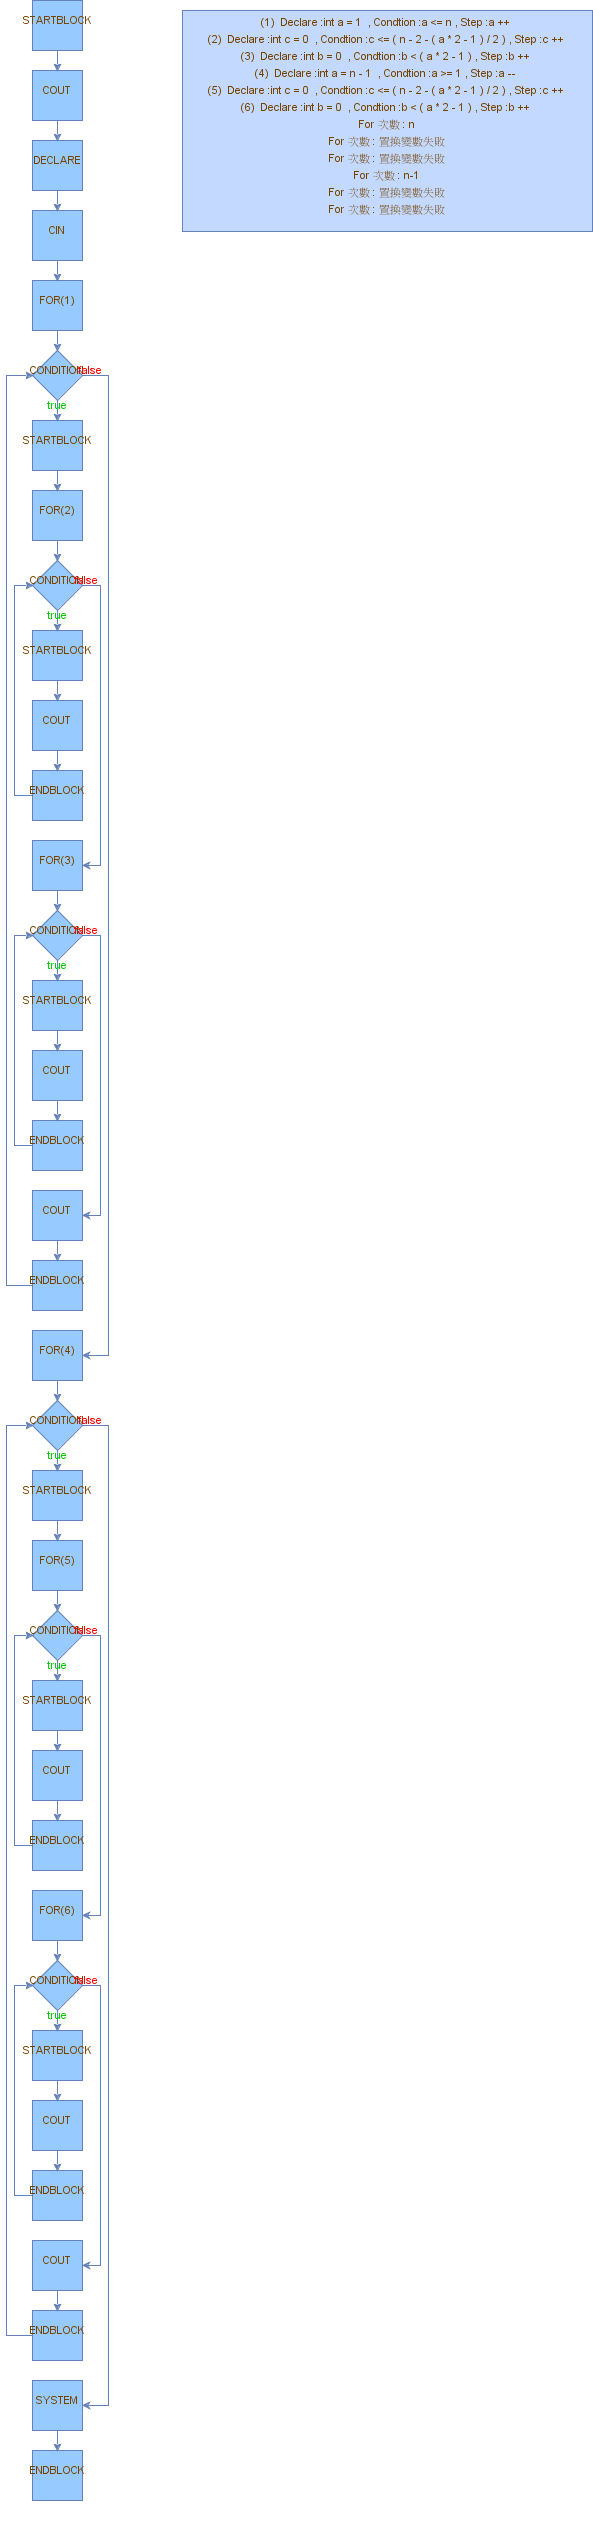 STARTBLOCK
(1) Declare :int a = 1 , Condtion :a <= n , Step :a ++
(2) Declare :int c = 0 , Condtion :c <= ( n - 2 - ( a * 2 - 1 ) / 2 ) , Step :c ++
(3) Declare :int b = 0 , Condtion :b < ( a * 2 - 1 ) , Step :b ++
(4) Declare :int a = n - 1 , Condtion :a >= 1 , Step :a --
(5) Declare :int c = 0 , Condtion :c <= ( n - 2 - ( a * 2 - 1 ) / 2 ) , Step :c ++
(6) Declare :int b = 0 , Condtion :b < ( a * 2 - 1 ) , Step :b ++
For 次數 : n
For 次數 : 置換變數失敗
For 次數 : 置換變數失敗
For 次數 : n-1
For 次數 : 置換變數失敗
For 次數 : 置換變數失敗
COUT
DECLARE
CIN
FOR(1)
CONDITION false
true
STARTBLOCK
FOR(2)
CONDITION false
true
STARTBLOCK
COUT
ENDBLOCK
FOR(3)
CONDITION false
true
STARTBLOCK
COUT
ENDBLOCK
COUT
ENDBLOCK
FOR(4)
CONDITION false
true
STARTBLOCK
FOR(5)
CONDITION false
true
STARTBLOCK
COUT
ENDBLOCK
FOR(6)
CONDITION false
true
STARTBLOCK
COUT
ENDBLOCK
COUT
ENDBLOCK
SYSTEM
ENDBLOCK